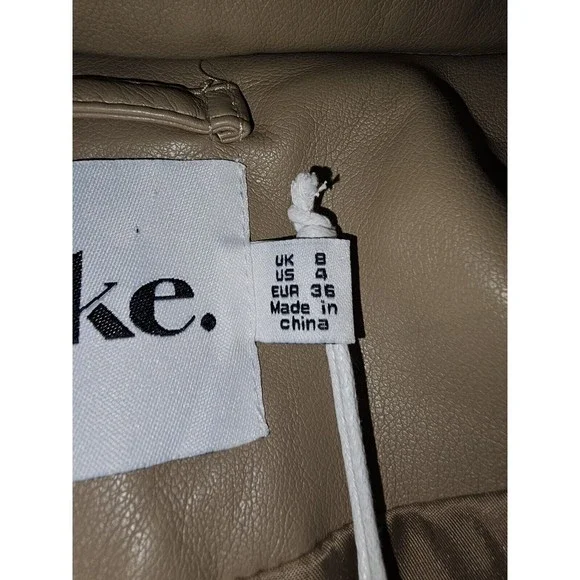 ke.
UK 8
US 4
EUR 36
Made in
china